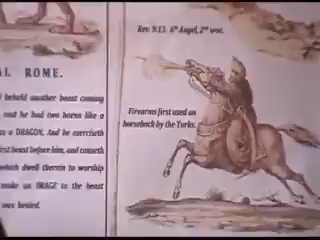 AL ROME.
beheld another beast coming
and he had two horns like a
as a DRAGON. And he exerciseth
first beast before him, and causeth
which dwell therein to worship
make an IMAGE to the beast
was healed.
Rev. 9:13. 6th Angel, 2nd woe.
Firearms first used on
horseback by the Turks.